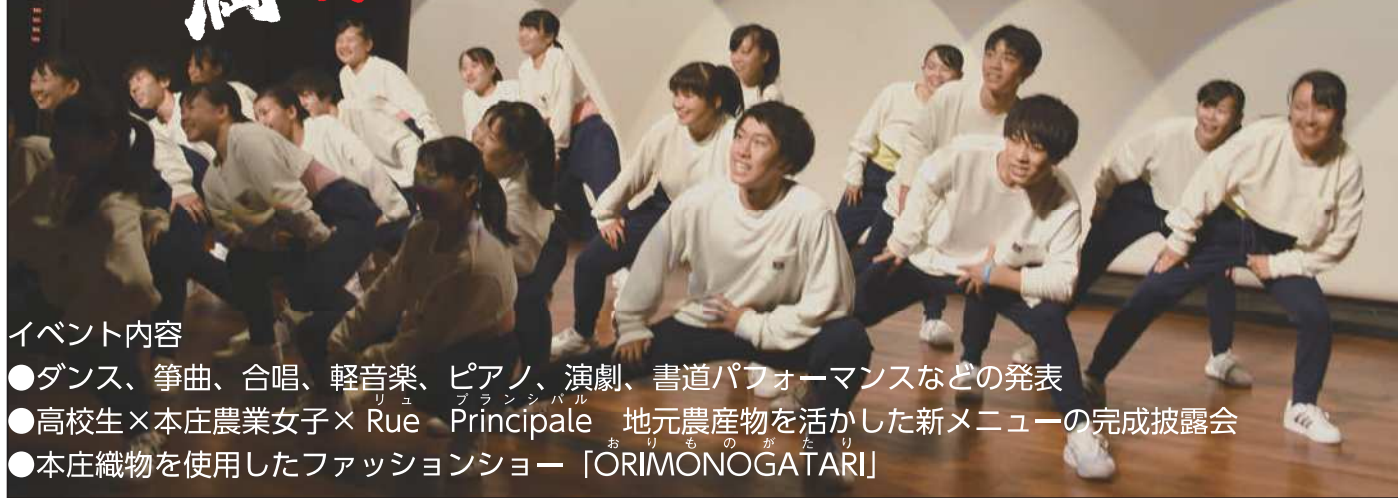 イベント内容
●ダンス、箏曲、合唱、軽音楽、ピアノ、演劇、書道パフォーマンスなどの発表
リュ プランシパル
●高校生×本庄農業女子× Rue Principale 地元農産物を活かした新メニューの完成披露会
おりものがたり
●本庄織物を使用したファッションショー「ORIMONOGATARI」